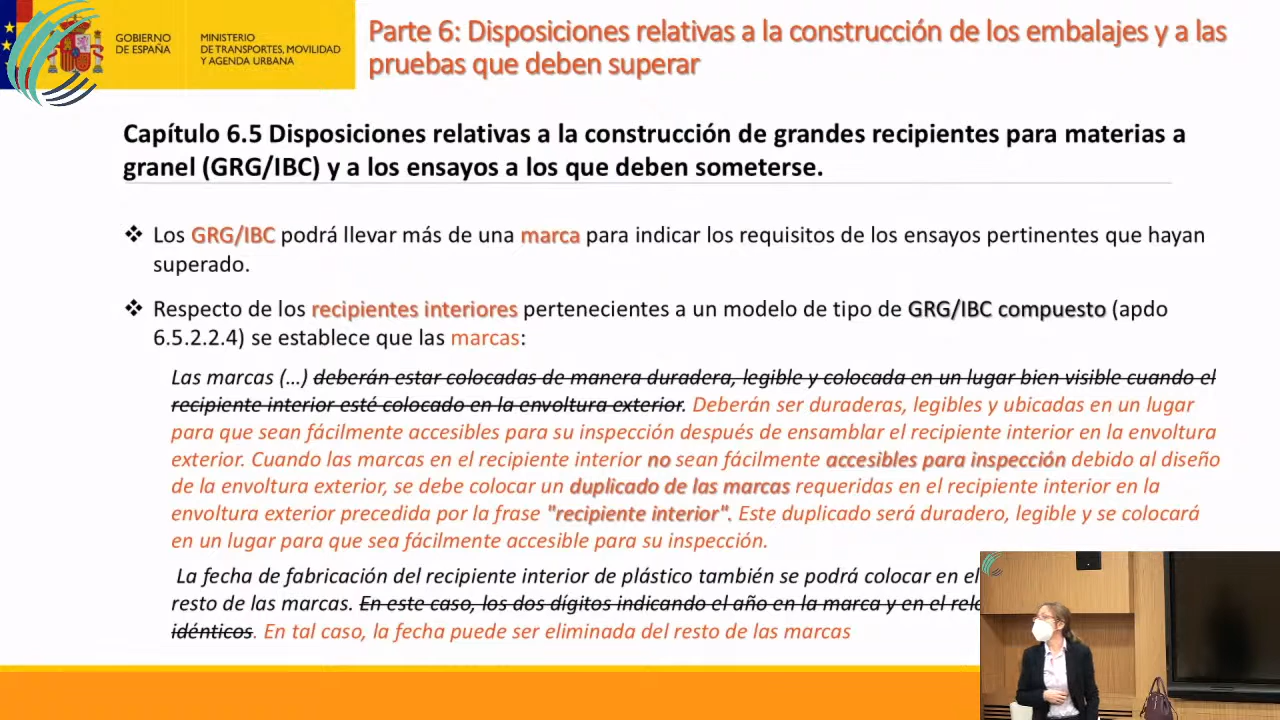 GOBIERNO
DE ESPAÑA
MINISTERIO
DE TRANSPORTES, MOVILIDAD
Y AGENDA URBANA
Parte 6: Disposiciones relativas a la construcción de los embalajes y a las
pruebas que deben superar
Capítulo 6.5 Disposiciones relativas a la construcción de grandes recipientes para materias a
granel (GRG/IBC) y a los ensayos a los que deben someterse.
❖ Los GRG/IBC podrá llevar más de una marca para indicar los requisitos de los ensayos pertinentes que hayan
superado.
❖ Respecto de los recipientes interiores pertenecientes a un modelo de tipo de GRG/IBC compuesto (apdo
6.5.2.2.4) se establece que las marcas:
Las marcas (…) deberán estar colocadas de manera duradera, legible y colocada en un lugar bien visible cuando el
recipiente interior esté colocado en la envoltura exterior. Deberán ser duraderas, legibles y ubicadas en un lugar
para que sean fácilmente accesibles para su inspección después de ensamblar el recipiente interior en la envoltura
exterior. Cuando las marcas en el recipiente interior no sean fácilmente accesibles para inspección debido al diseño
de la envoltura exterior, se debe colocar un duplicado de las marcas requeridas en el recipiente interior en la
envoltura exterior precedida por la frase "recipiente interior". Este duplicado será duradero, legible y se colocará
en un lugar para que sea fácilmente accesible para su inspección.
La fecha de fabricación del recipiente interior de plástico también se podrá colocar en el
resto de las marcas. En este caso, los dos dígitos indicando el año en la marca y en el
idénticos. En tal caso, la fecha puede ser eliminada del resto de las marcas